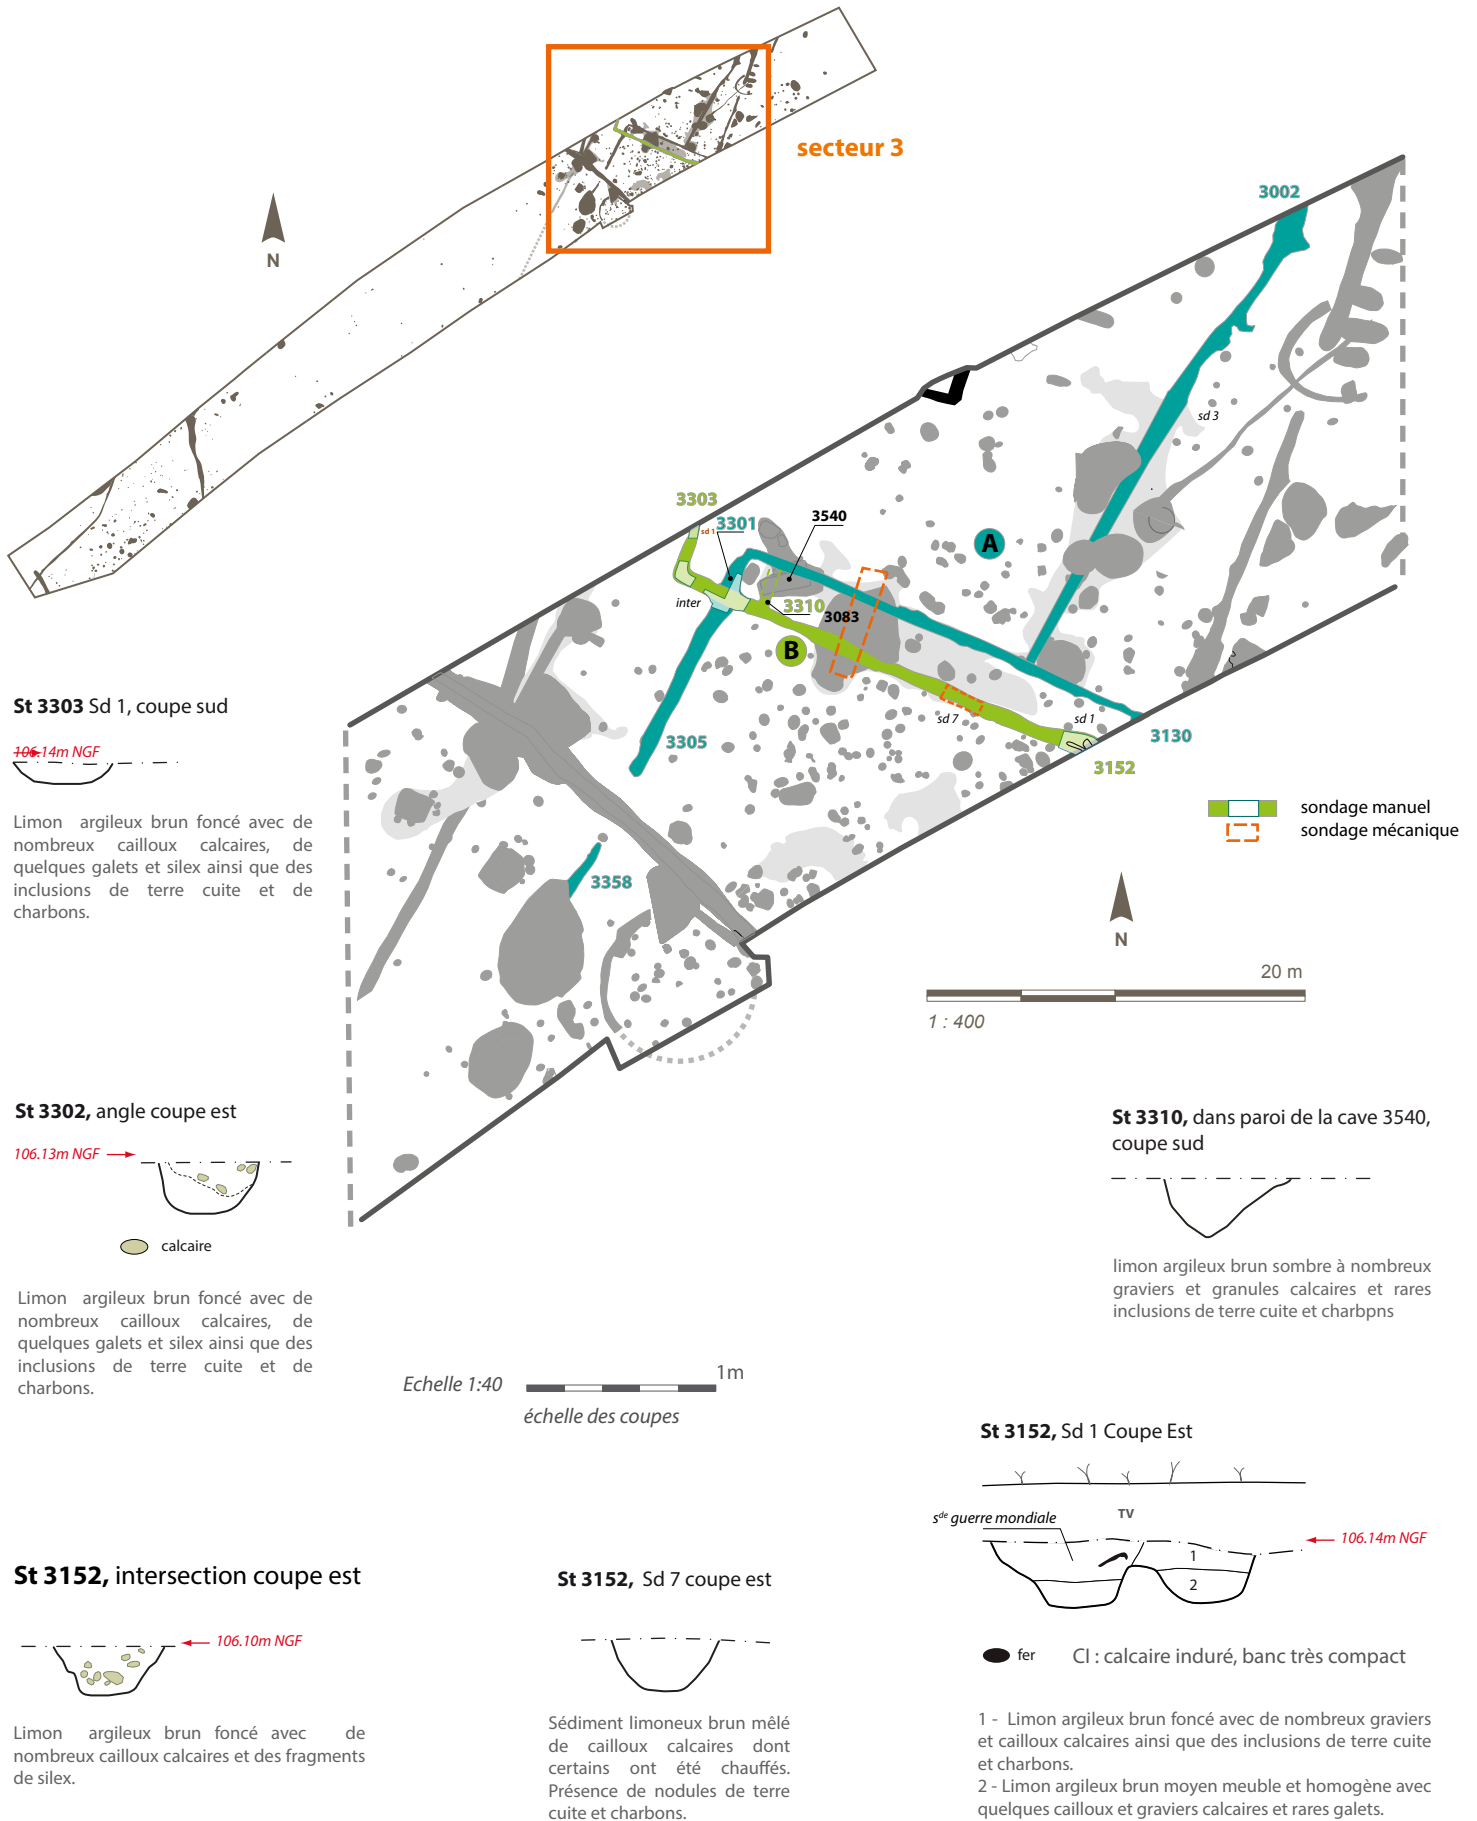 secteur 3
N
3002
sd 3
3303
sd 1
3301
3540
A
inter
3310
3083
B
sd 7
sd 1
3305
3130
3152
3358
sondage manuel
sondage mécanique
N
20 m
1 : 400
St 3303 Sd 1, coupe sud
106.14m NGF
Limon argileux brun foncé avec de
nombreux cailloux calcaires, de
quelques galets et silex ainsi que des
inclusions de terre cuite et de
charbons.
St 3302, angle coupe est
106.13m NGF
calcaire
Limon argileux brun foncé avec de
nombreux cailloux calcaires, de
quelques galets et silex ainsi que des
inclusions de terre cuite et de
charbons.
St 3310, dans paroi de la cave 3540,
coupe sud
limon argileux brun sombre à nombreux
graviers et granules calcaires et rares
inclusions de terre cuite et charbpns
Echelle 1:40
1m
échelle des coupes
St 3152, Sd 1 Coupe Est
TV
sde guerre mondiale
106.14m NGF
1
2
fer
CI : calcaire induré, banc très compact
1 - Limon argileux brun foncé avec de nombreux graviers
et cailloux calcaires ainsi que des inclusions de terre cuite
et charbons.
2 - Limon argileux brun moyen meuble et homogène avec
quelques cailloux et graviers calcaires et rares galets.
St 3152, intersection coupe est
106.10m NGF
Limon argileux brun foncé avec de
nombreux cailloux calcaires et des fragments
de silex.
St 3152, Sd 7 coupe est
Sédiment limoneux brun mêlé
de cailloux calcaires dont
certains ont été chauffés.
Présence de nodules de terre
cuite et charbons.